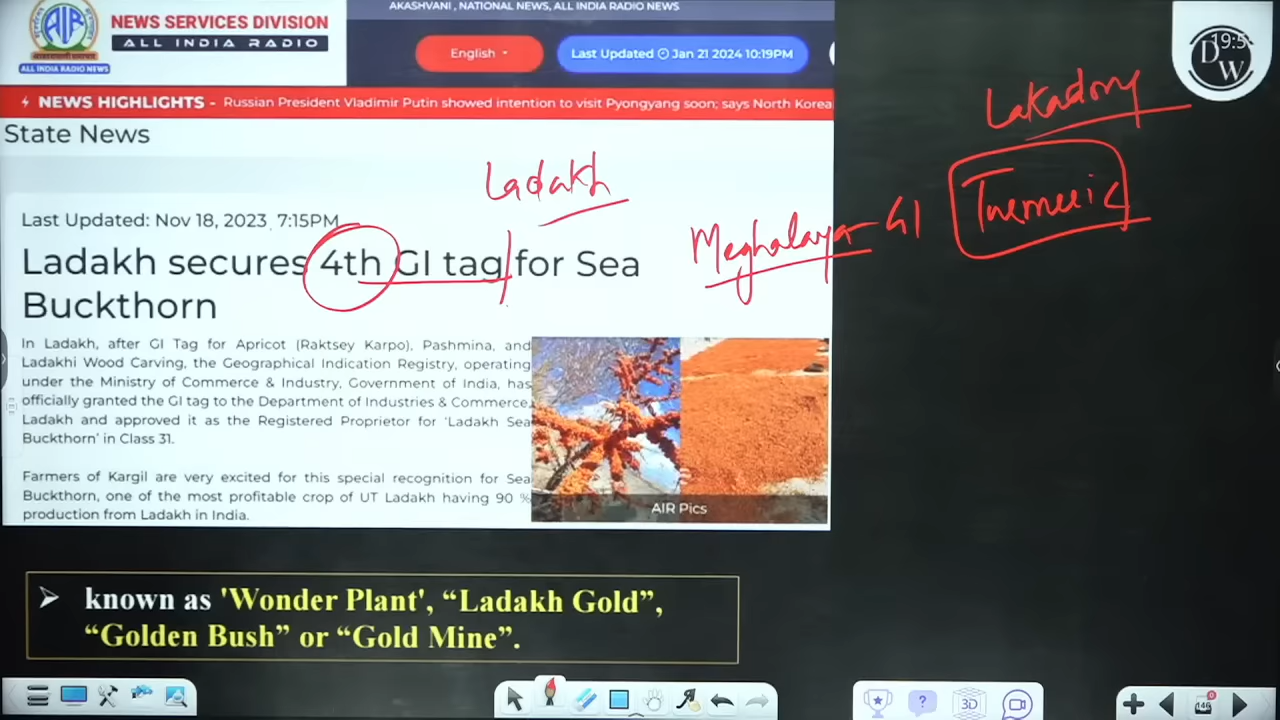 AKASHVANI , NATIONAL NEWS, ALL INDIA RADIO NEWS
AIR
ALL INDIA RADIO NEWS
NEWS SERVICES DIVISION
ALL INDIA RADIO
English
Last Updated Jan 21 2024 10:19PM
19:5
DW
NEWS HIGHLIGHTS - Russian President Vladimir Putin showed intention to visit Pyongyang soon; says North Korea
Lakadong
State News
Ladakh
Meghalaya - GI Turmeric
Last Updated: Nov 18, 2023 7:15PM
Ladakh secures 4th GI tag for Sea
Buckthorn
In Ladakh, after GI Tag for Apricot (Raktsey Karpo), Pashmina, and
Ladakhi Wood Carving, the Geographical Indication Registry, operating
under the Ministry of Commerce & Industry, Government of India, has
officially granted the GI tag to the Department of Industries & Commerce,
Ladakh and approved it as the Registered Proprietor for 'Ladakh Sea
Buckthorn' in Class 31.
Farmers of Kargil are very excited for this special recognition for Sea
Buckthorn, one of the most profitable crop of UT Ladakh having 90 %
production from Ladakh in India.
AIR Pics
➢ known as 'Wonder Plant', “Ladakh Gold”,
“Golden Bush” or “Gold Mine”.
3D
146
0